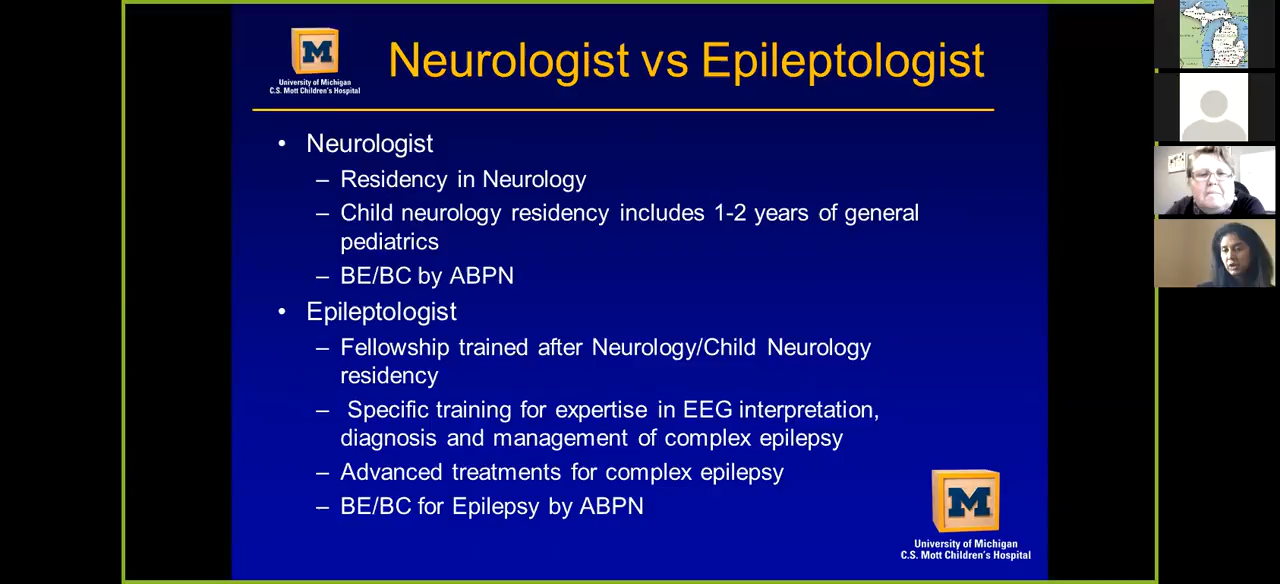 M
University of Michigan
C.S. Mott Children's Hospital
Neurologist vs Epileptologist
• Neurologist
– Residency in Neurology
– Child neurology residency includes 1-2 years of general
pediatrics
– BE/BC by ABPN
• Epileptologist
– Fellowship trained after Neurology/Child Neurology
residency
– Specific training for expertise in EEG interpretation,
diagnosis and management of complex epilepsy
– Advanced treatments for complex epilepsy
– BE/BC for Epilepsy by ABPN
M
University of Michigan
C.S. Mott Children's Hospital